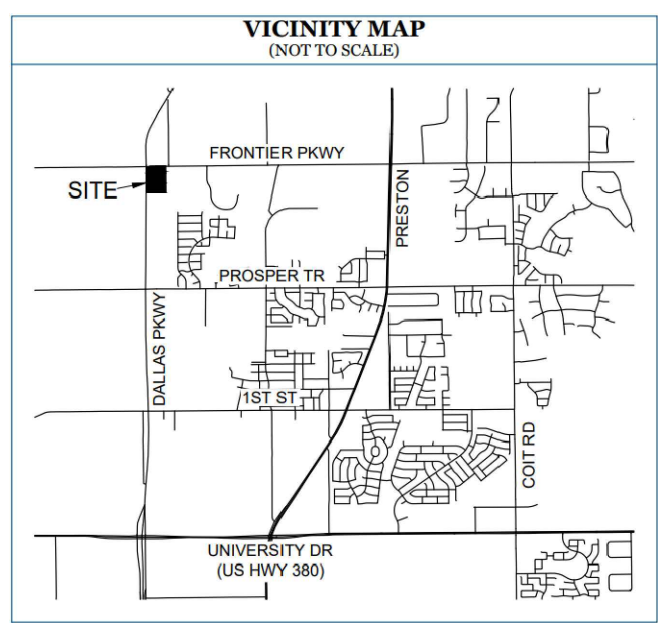 VICINITY MAP
(NOT TO SCALE)
FRONTIER PKWY
SITE
PRESTON
PROSPER TR
DALLAS PKWY
1ST ST
COIT RD
UNIVERSITY DR
(US HWY 380)